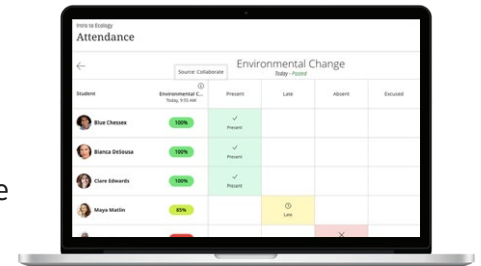 Intro to Ecology
Attendance
Source: Collaborate
Environmental Change
Today - Posted
Student
Environmental C...
Today, 9:55 AM
Present
Late
Absent
Excused
Blue Chessex
100%
Present
Bianca DeSousa
100%
Present
Clare Edwards
100%
Present
Maya Matlin
85%
Late
e